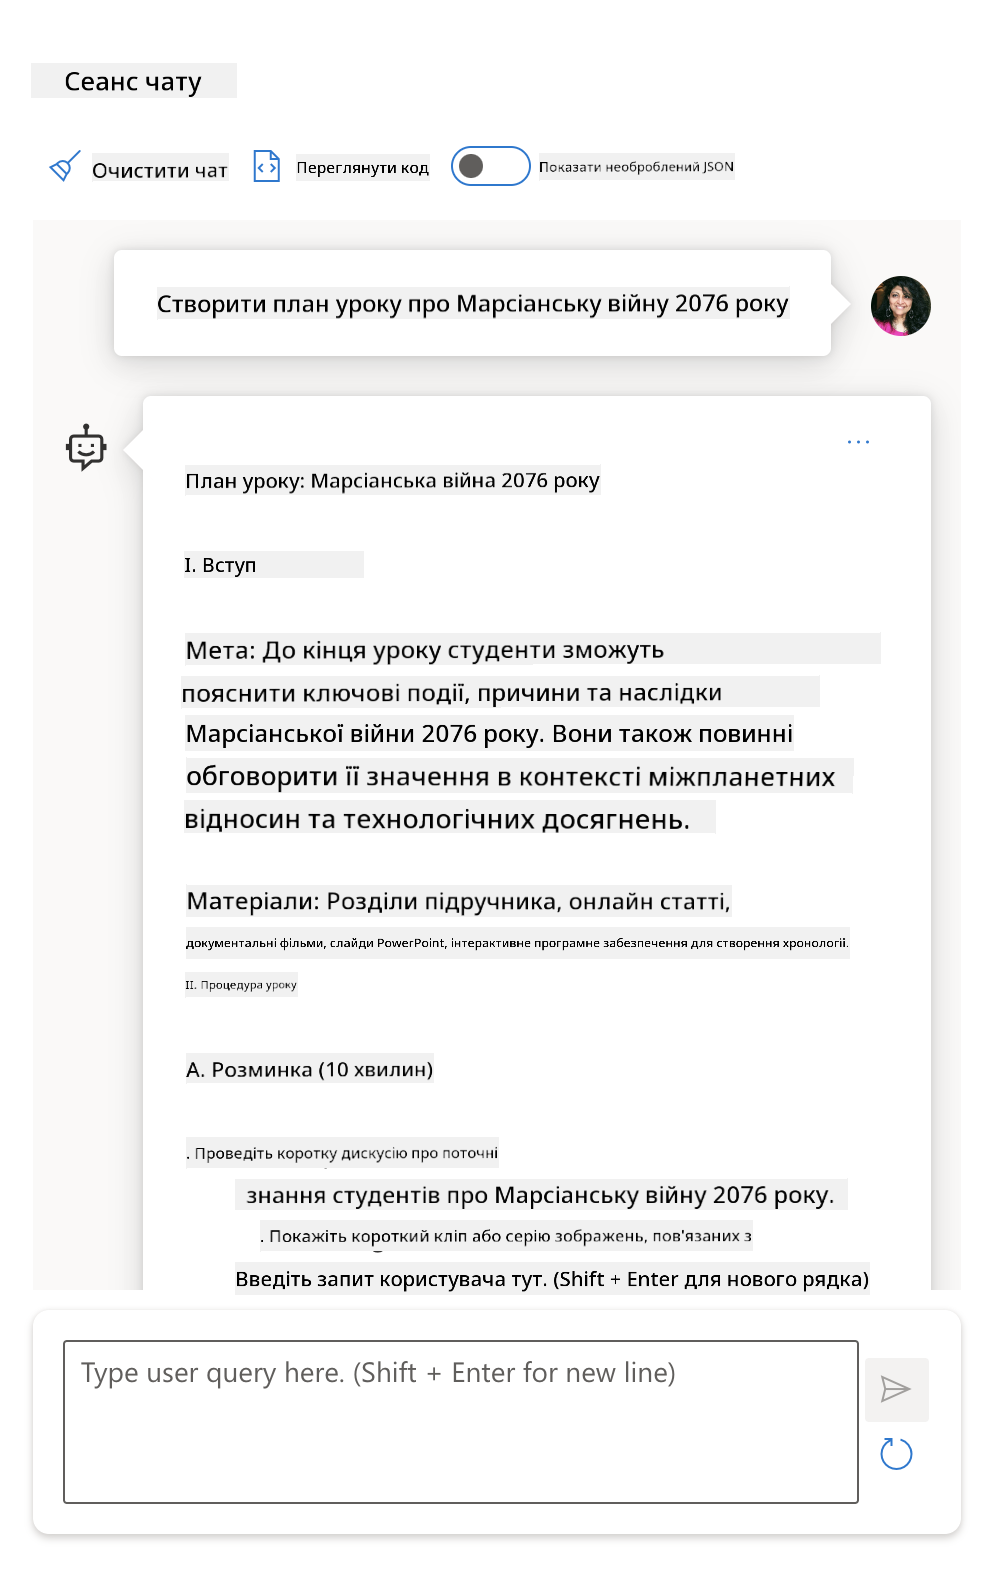 Сеанс чату
Очистити чат
Переглянути код
Показати необроблений JSON
Створити план уроку про Марсіанську війну 2076 року
План уроку: Марсіанська війна 2076 року
І. Вступ
Мета: До кінця уроку студенти зможуть
пояснити ключові події, причини та наслідки
Марсіанської війни 2076 року. Вони також повинні
обговорити її значення в контексті міжпланетних
відносин та технологічних досягнень.
Матеріали: Розділи підручника, онлайн статті,
документальні фільми, слайди PowerPoint, інтерактивне програмне забезпечення для створення хронології.
ІІ. Процедура уроку
А. Розминка (10 хвилин)
. Проведіть коротку дискусію про поточні
знання студентів про Марсіанську війну 2076 року.
. Покажіть короткий кліп або серію зображень, пов'язаних з
Введіть запит користувача тут. (Shift + Enter для нового рядка)
Type user query here. (Shift + Enter for new line)